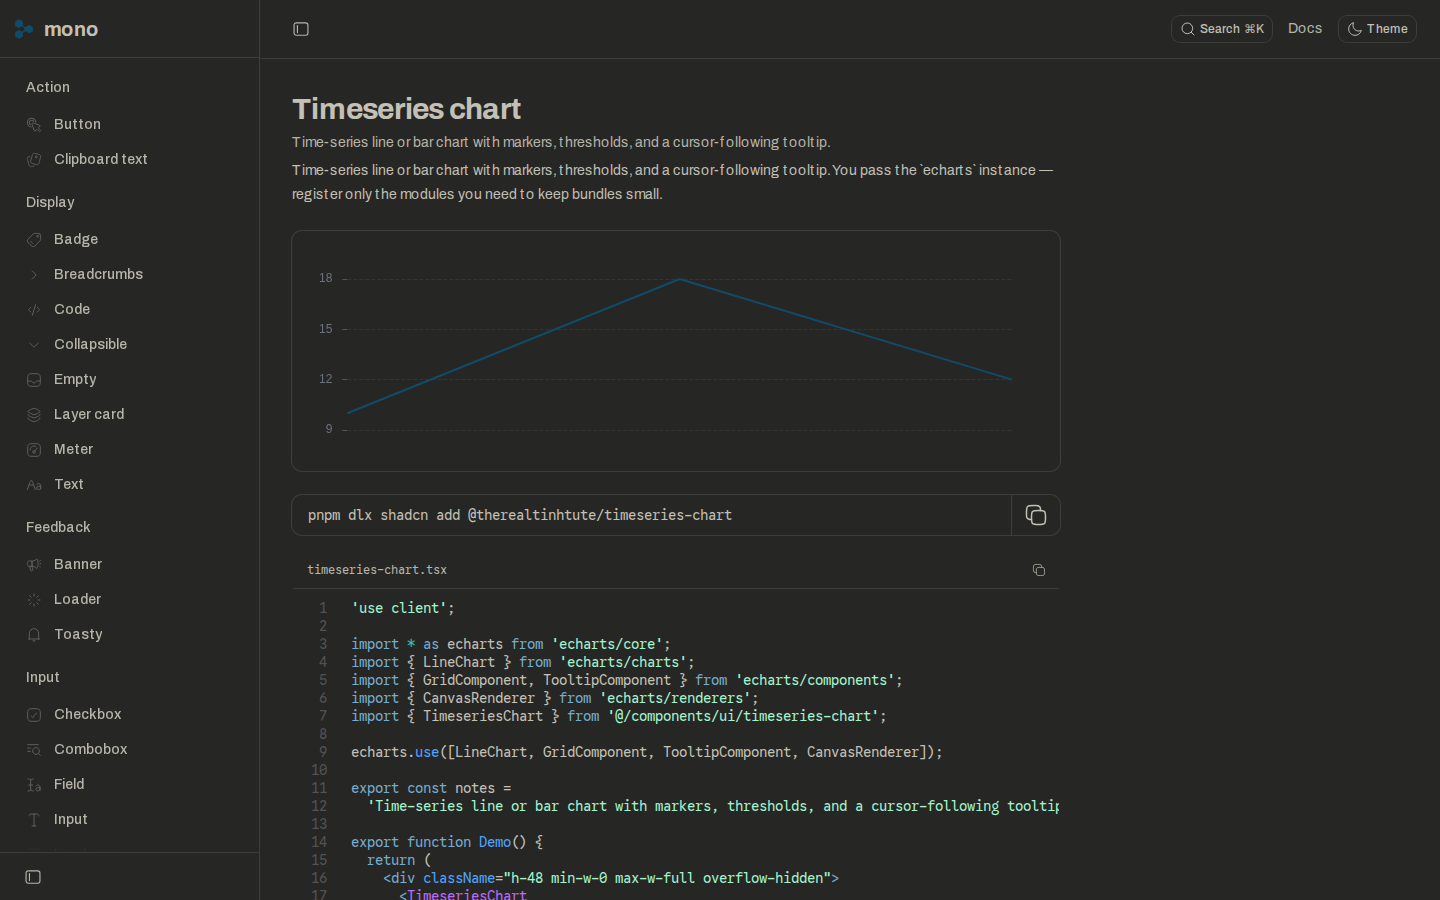 mono
Search ⌘K
Docs
Theme
Action
Button
Clipboard text
Display
Badge
Breadcrumbs
Code
Collapsible
Empty
Layer card
Meter
Text
Feedback
Banner
Loader
Toasty
Input
Checkbox
Combobox
Field
Input
Timeseries chart
Time-series line or bar chart with markers, thresholds, and a cursor-following tooltip.
Time-series line or bar chart with markers, thresholds, and a cursor-following tooltip. You pass the `echarts` instance —
register only the modules you need to keep bundles small.
18
15
12
9
pnpm dlx shadcn add @therealtinhtute/timeseries-chart
timeseries-chart.tsx
1 'use client';
2
3 import * as echarts from 'echarts/core';
4 import { LineChart } from 'echarts/charts';
5 import { GridComponent, TooltipComponent } from 'echarts/components';
6 import { CanvasRenderer } from 'echarts/renderers';
7 import { TimeseriesChart } from '@/components/ui/timeseries-chart';
8
9 echarts.use([LineChart, GridComponent, TooltipComponent, CanvasRenderer]);
10
11 export const notes =
12 'Time-series line or bar chart with markers, thresholds, and a cursor-following tooltip
13
14 export function Demo() {
15 return (
16 <div className="h-48 min-w-0 max-w-full overflow-hidden">
17 <TimeseriesChart